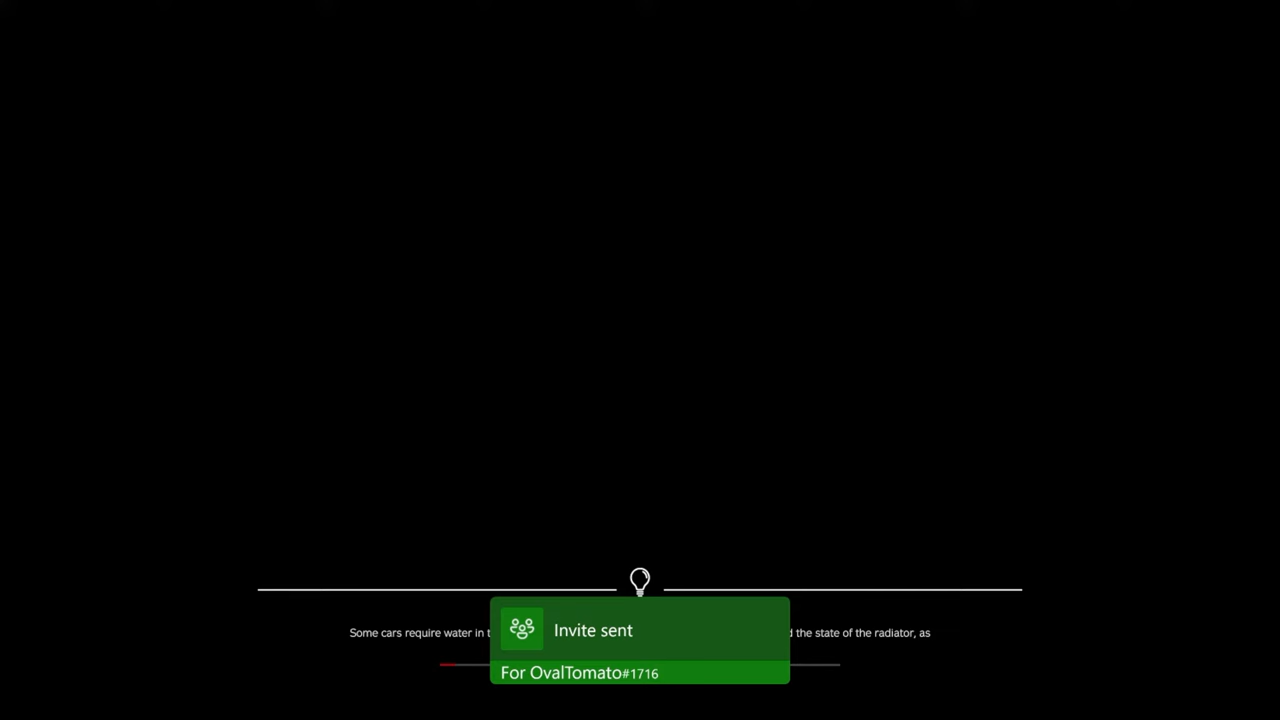 Invite sent
Some cars require water in t d the state of the radiator, as
For OvalTomato#1716